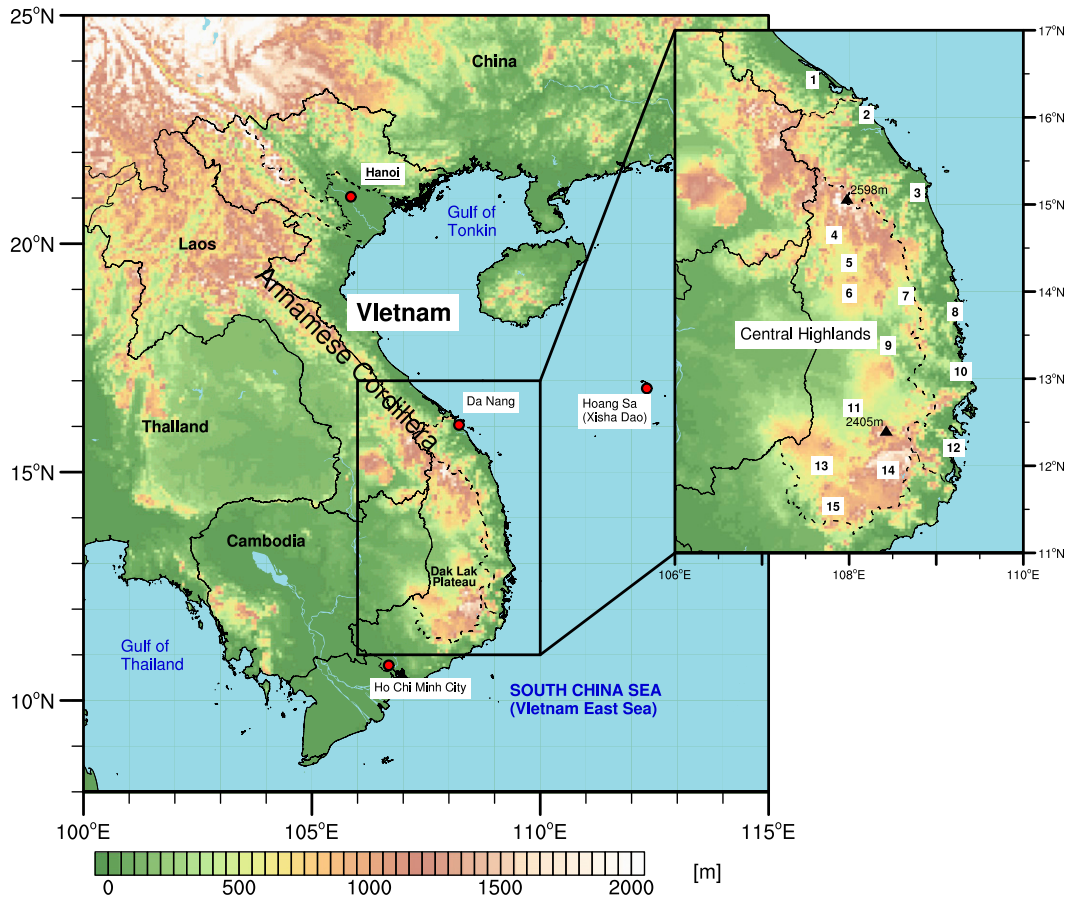 25°N
20°N
15°N
10°N
100°E
105°E
110°E
115°E
China
Hanoi
Gulf of
Tonkin
Laos
Annamese Cordillera
VIetnam
Da Nang
Hoang Sa
(Xisha Dao)
ThaIland
Cambodia
Dak Lak
Plateau
Gulf of
Thailand
Ho Chi Minh City
SOUTH CHINA SEA
(VIetnam East Sea)
17°N
16°N
15°N
14°N
13°N
12°N
11°N
106°E
108°E
110°E
1
2
2598m
3
4
5
6
7
8
Central Highlands
9
10
11
2405m
12
13
14
15
0
500
1000
1500
2000
[m]